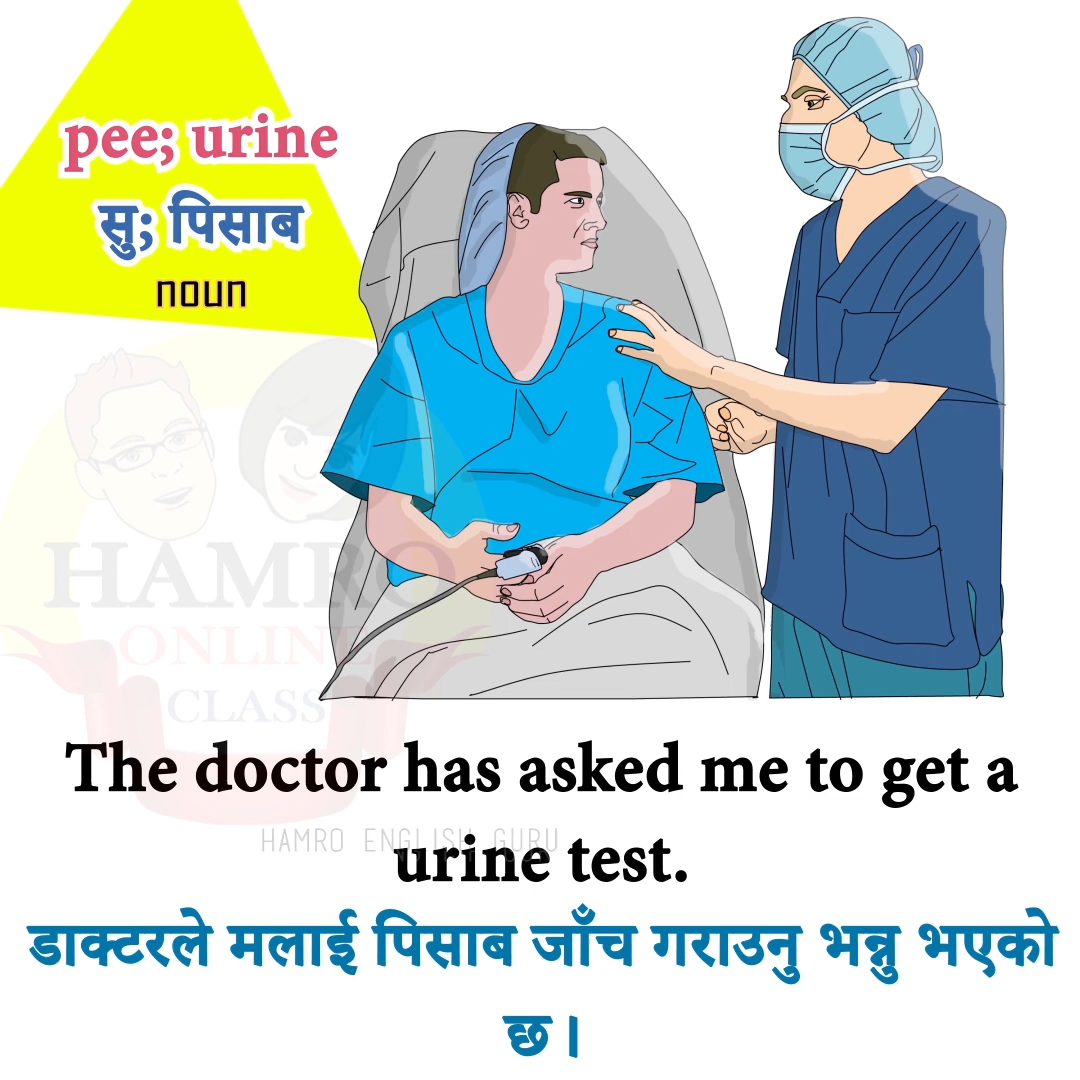 pee; urine
सु; पिसाब
noun
HAMRO
ONLINE
CLASS
The doctor has asked me to get a
HAMRO ENGLISH GURU
urine test.
डाक्टरले मलाई पिसाब जाँच गराउनु भन्नु भएको
छ।